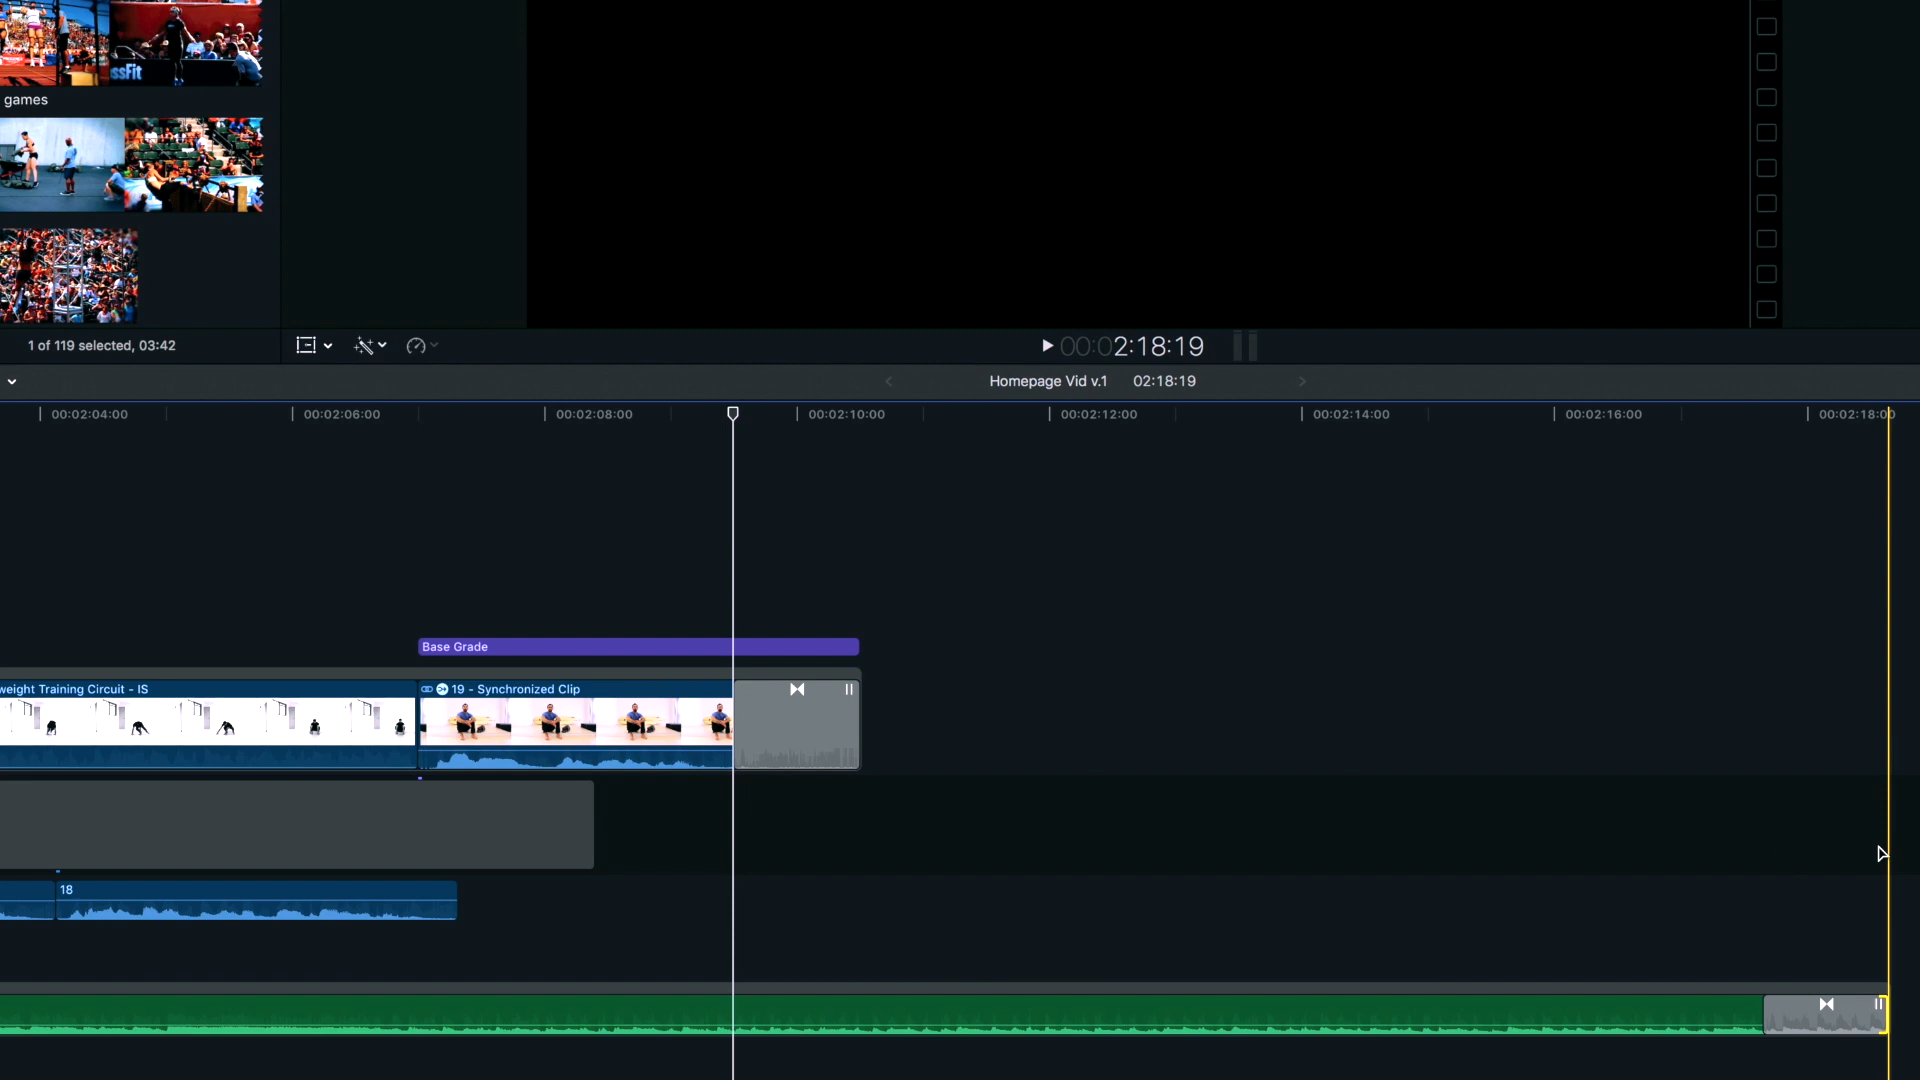 ssFit
games
1 of 119 selected, 03:42
00:02:18:19
Homepage Vid v.1 02:18:19
00:02:04:00 00:02:06:00 00:02:08:00 00:02:10:00 00:02:12:00 00:02:14:00 00:02:16:00 00:02:18:00
Base Grade
weight Training Circuit - IS
19 - Synchronized Clip
18